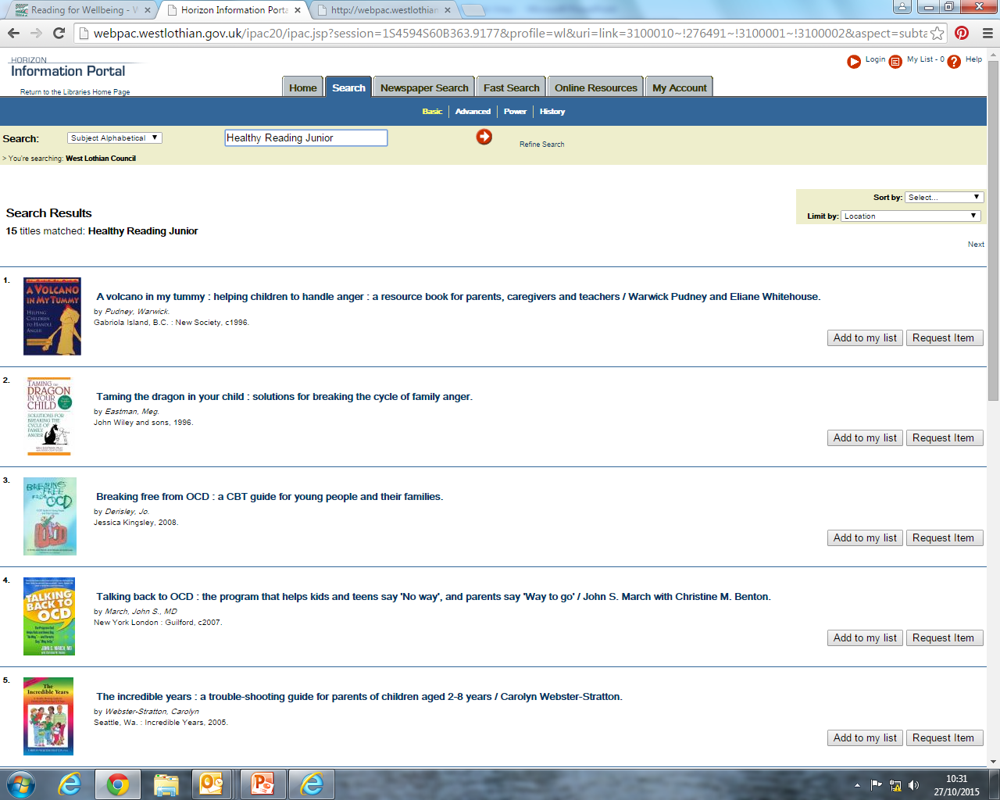 Reading for Wellbeing - W
Horizon Information Porta
http://webpac.westlothian
webpac.westlothian.gov.uk/ipac20/ipac.jsp?session=1S4594S60B363.9177&profile=wl&uri=link=3100010~!276491~!3100001~!3100002&aspect=subta
HORIZON
Information Portal
Return to the Libraries Home Page
Login My List - 0 Help
Home Search Newspaper Search Fast Search Online Resources My Account
Basic Advanced Power History
Search: Subject Alphabetical Healthy Reading Junior
Refine Search
> You're searching: West Lothian Council
Sort by: Select...
Limit by: Location
Search Results
15 titles matched: Healthy Reading Junior
Next
1.
A VOLCANO
IN MY TUMMY
HELPING
CHILDREN
TO HANDLE
ANGER
A volcano in my tummy : helping children to handle anger : a resource book for parents, caregivers and teachers / Warwick Pudney and Eliane Whitehouse.
by Pudney, Warwick.
Gabriola Island, B.C. : New Society, c1996.
Add to my list Request Item
2.
TAMING THE
DRAGON
IN YOUR
CHILD
SOLUTIONS FOR
BREAKING THE
CYCLE OF
FAMILY
ANGER
Taming the dragon in your child : solutions for breaking the cycle of family anger.
by Eastman, Meg.
John Wiley and sons, 1996.
Add to my list Request Item
3.
BREAKING
FREE
FROM
OCD
Breaking free from OCD : a CBT guide for young people and their families.
by Derisley, Jo.
Jessica Kingsley, 2008.
Add to my list Request Item
4.
TALKING
BACK TO
OCD
JOHN S. MARCH, MD
Talking back to OCD : the program that helps kids and teens say 'No way', and parents say 'Way to go' / John S. March with Christine M. Benton.
by March, John S., MD
New York London : Guilford, c2007.
Add to my list Request Item
5.
The
Incredible Years
The incredible years : a trouble-shooting guide for parents of children aged 2-8 years / Carolyn Webster-Stratton.
by Webster-Stratton, Carolyn
Seattle, Wa. : Incredible Years, 2005.
Add to my list Request Item
10:31
27/10/2015